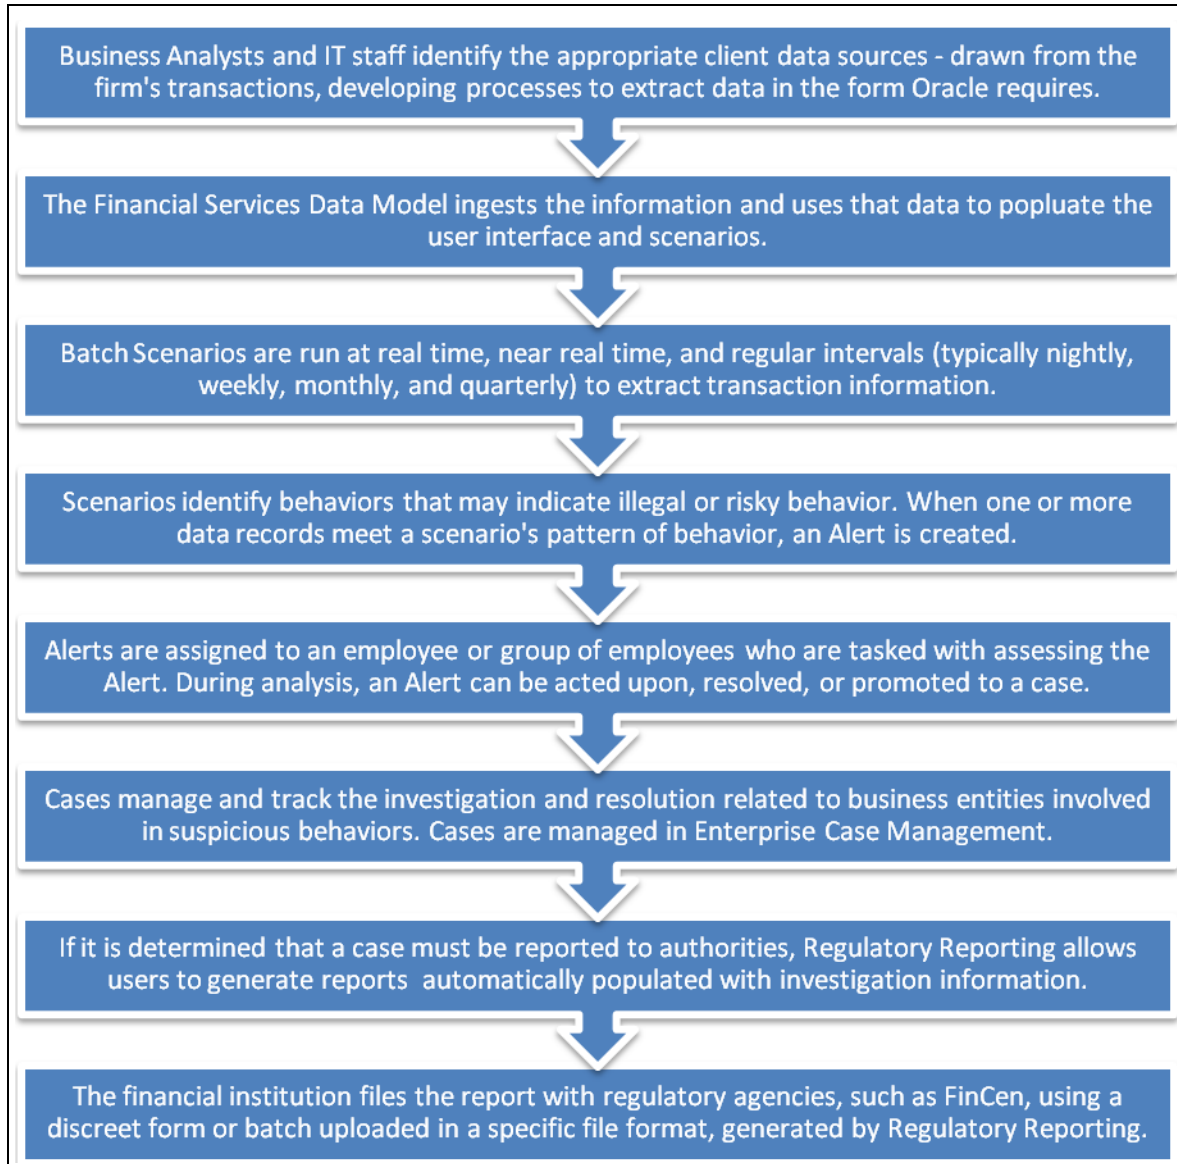 Business Analysts and IT staff identify the appropriate client data sources - drawn from the
firm's transactions, developing processes to extract data in the form Oracle requires.
The Financial Services Data Model ingests the information and uses that data to popluate the
user interface and scenarios.
Batch Scenarios are run at real time, near real time, and regular intervals (typically nightly,
weekly, monthly, and quarterly) to extract transaction information.
Scenarios identify behaviors that may indicate illegal or risky behavior. When one or more
data records meet a scenario's pattern of behavior, an Alert is created.
Alerts are assigned to an employee or group of employees who are tasked with assessing the
Alert. During analysis, an Alert can be acted upon, resolved, or promoted to a case.
Cases manage and track the investigation and resolution related to business entities involved
in suspicious behaviors. Cases are managed in Enterprise Case Management.
If it is determined that a case must be reported to authorities, Regulatory Reporting allows
users to generate reports automatically populated with investigation information.
The financial institution files the report with regulatory agencies, such as FinCen, using a
discreet form or batch uploaded in a specific file format, generated by Regulatory Reporting.